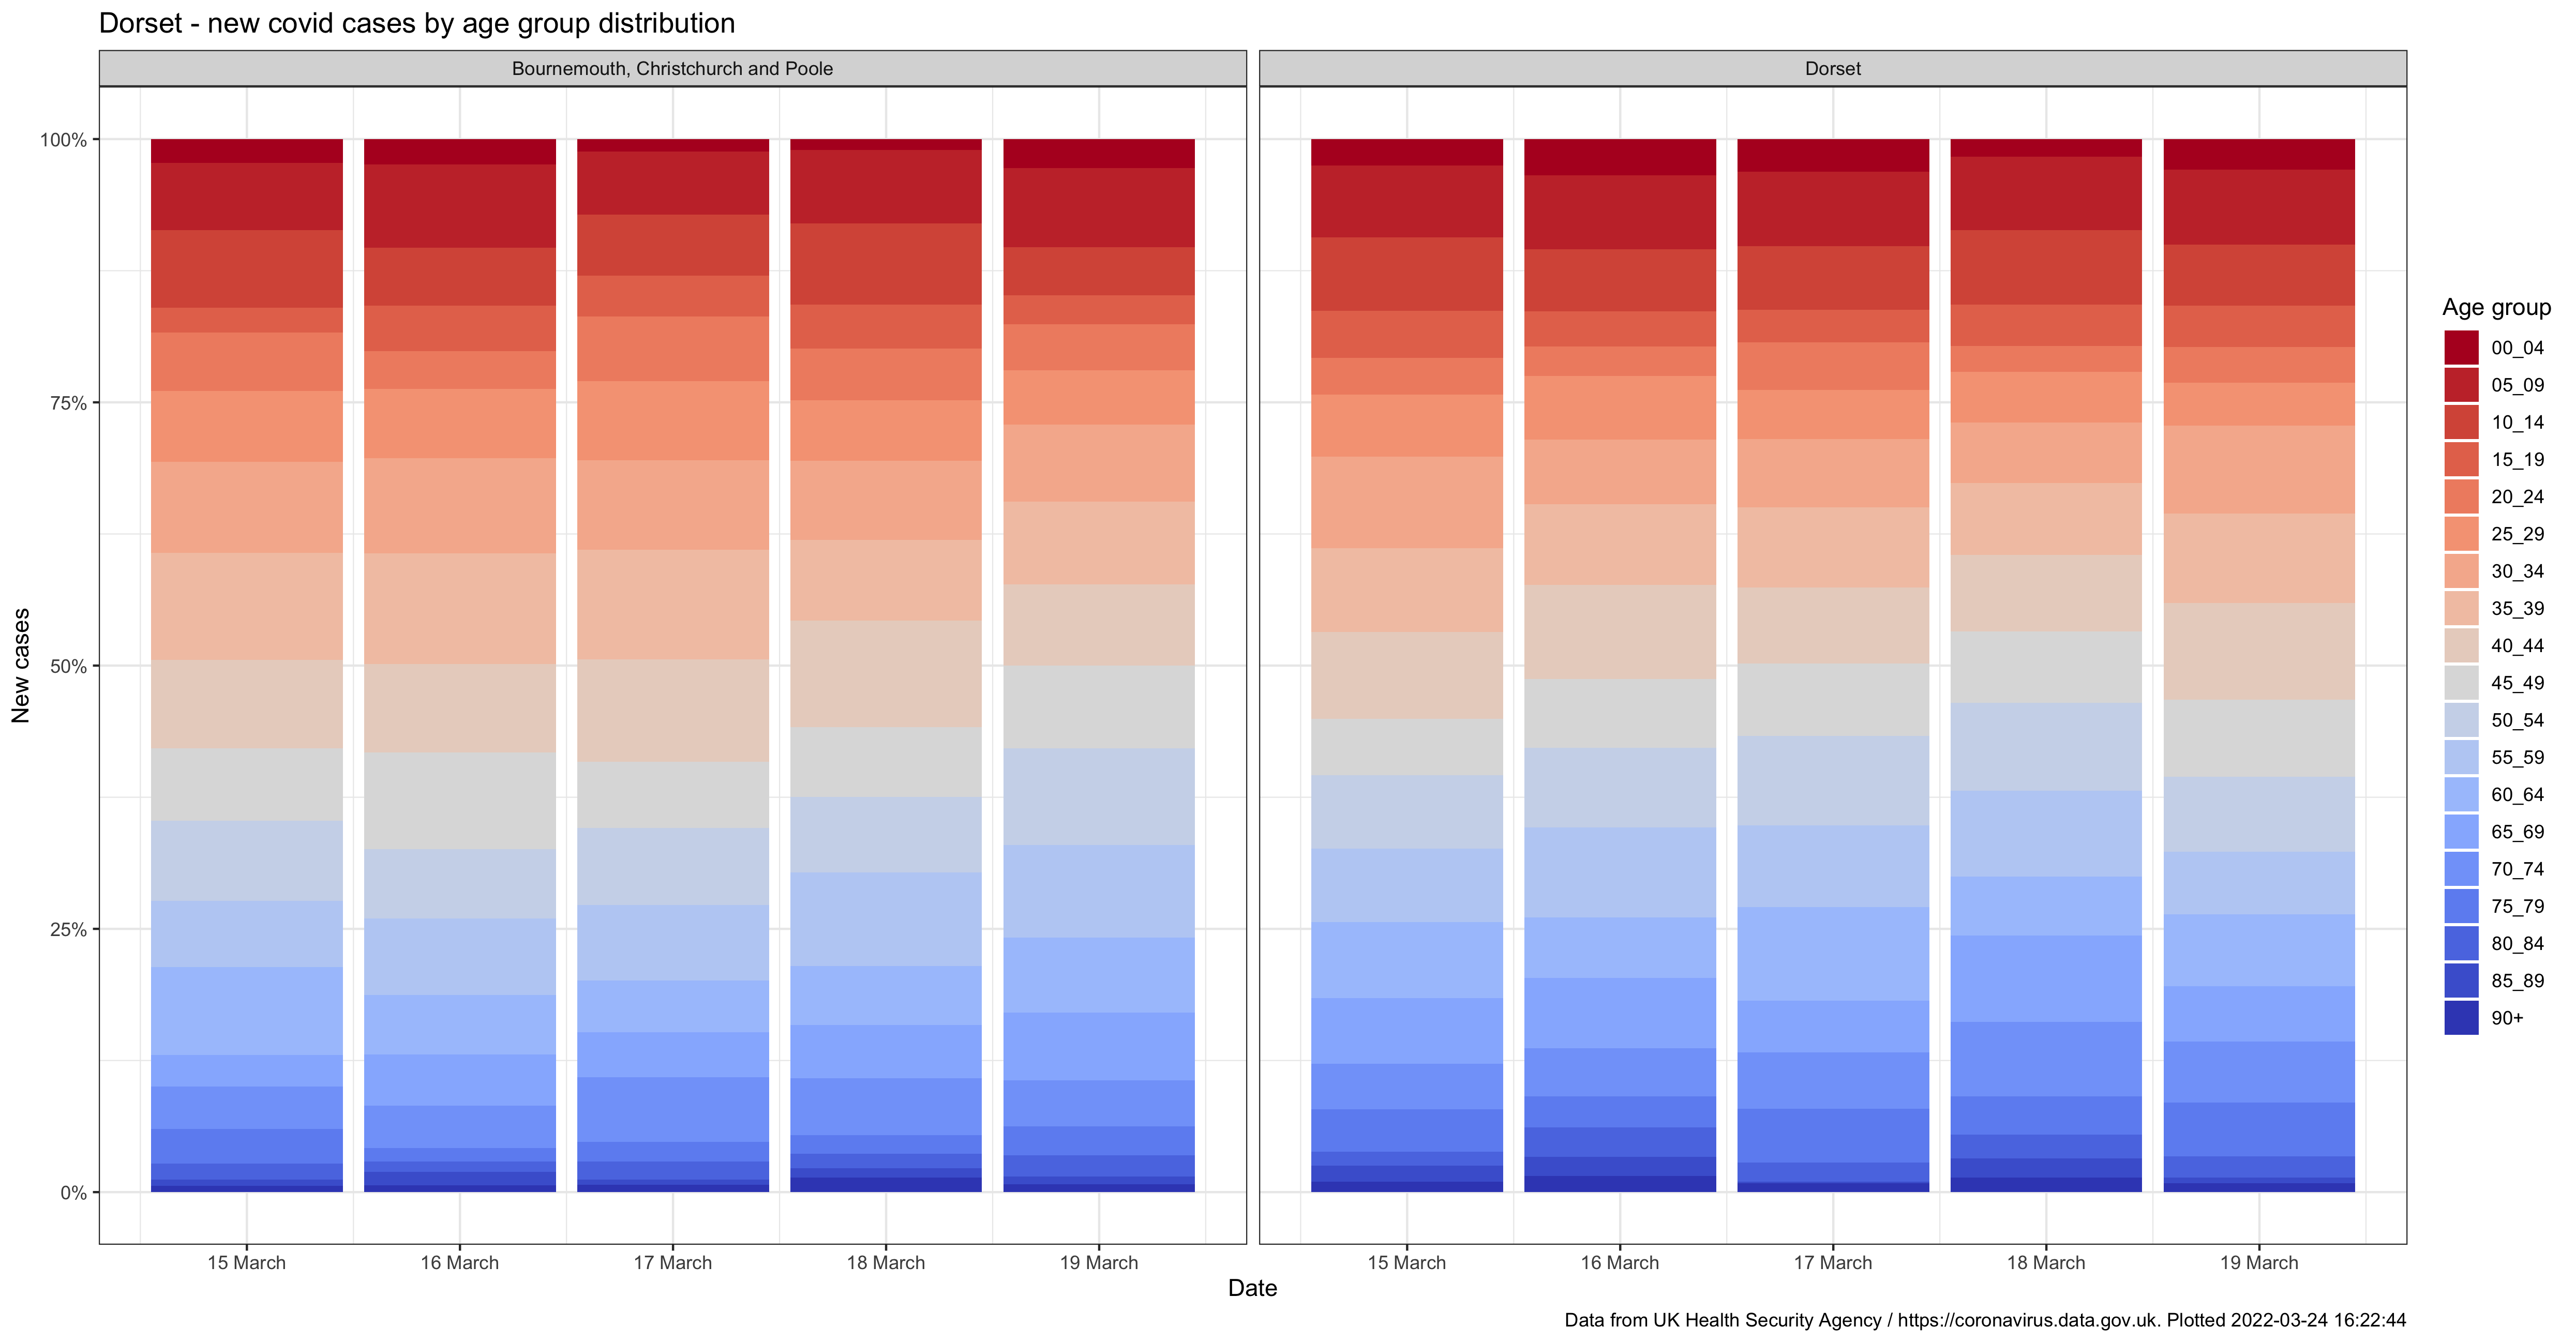 Dorset - new covid cases by age group distribution
Bournemouth, Christchurch and Poole
Dorset
New cases
100%
75%
50%
25%
0%
15 March
16 March
17 March
18 March
19 March
15 March
16 March
17 March
18 March
19 March
Date
Age group
00_04
05_09
10_14
15_19
20_24
25_29
30_34
35_39
40_44
45_49
50_54
55_59
60_64
65_69
70_74
75_79
80_84
85_89
90+
Data from UK Health Security Agency / https://coronavirus.data.gov.uk. Plotted 2022-03-24 16:22:44